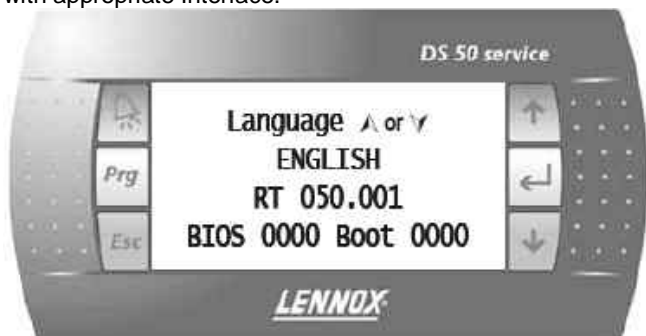 with appropriate interface.
DS 50 service
Language ⋏ or ⋎
ENGLISH
RT 050.001
BIOS 0000 Boot 0000
Prg
Esc
LENNOX